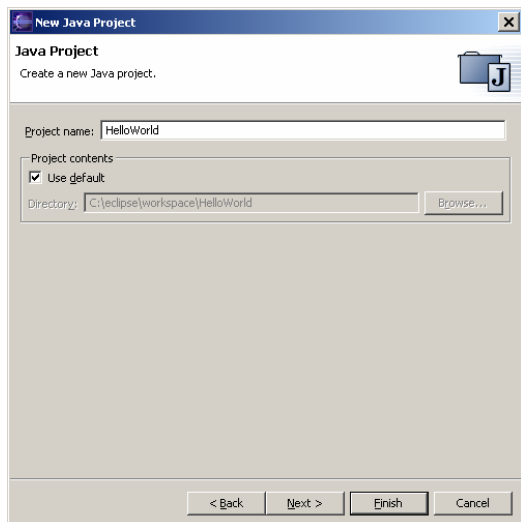 New Java Project
Java Project
Create a new Java project.
J
Project name: HelloWorld
Project contents
Use default
Directory: C:\eclipse\workspace\HelloWorld Browse...
< Back Next > Finish Cancel